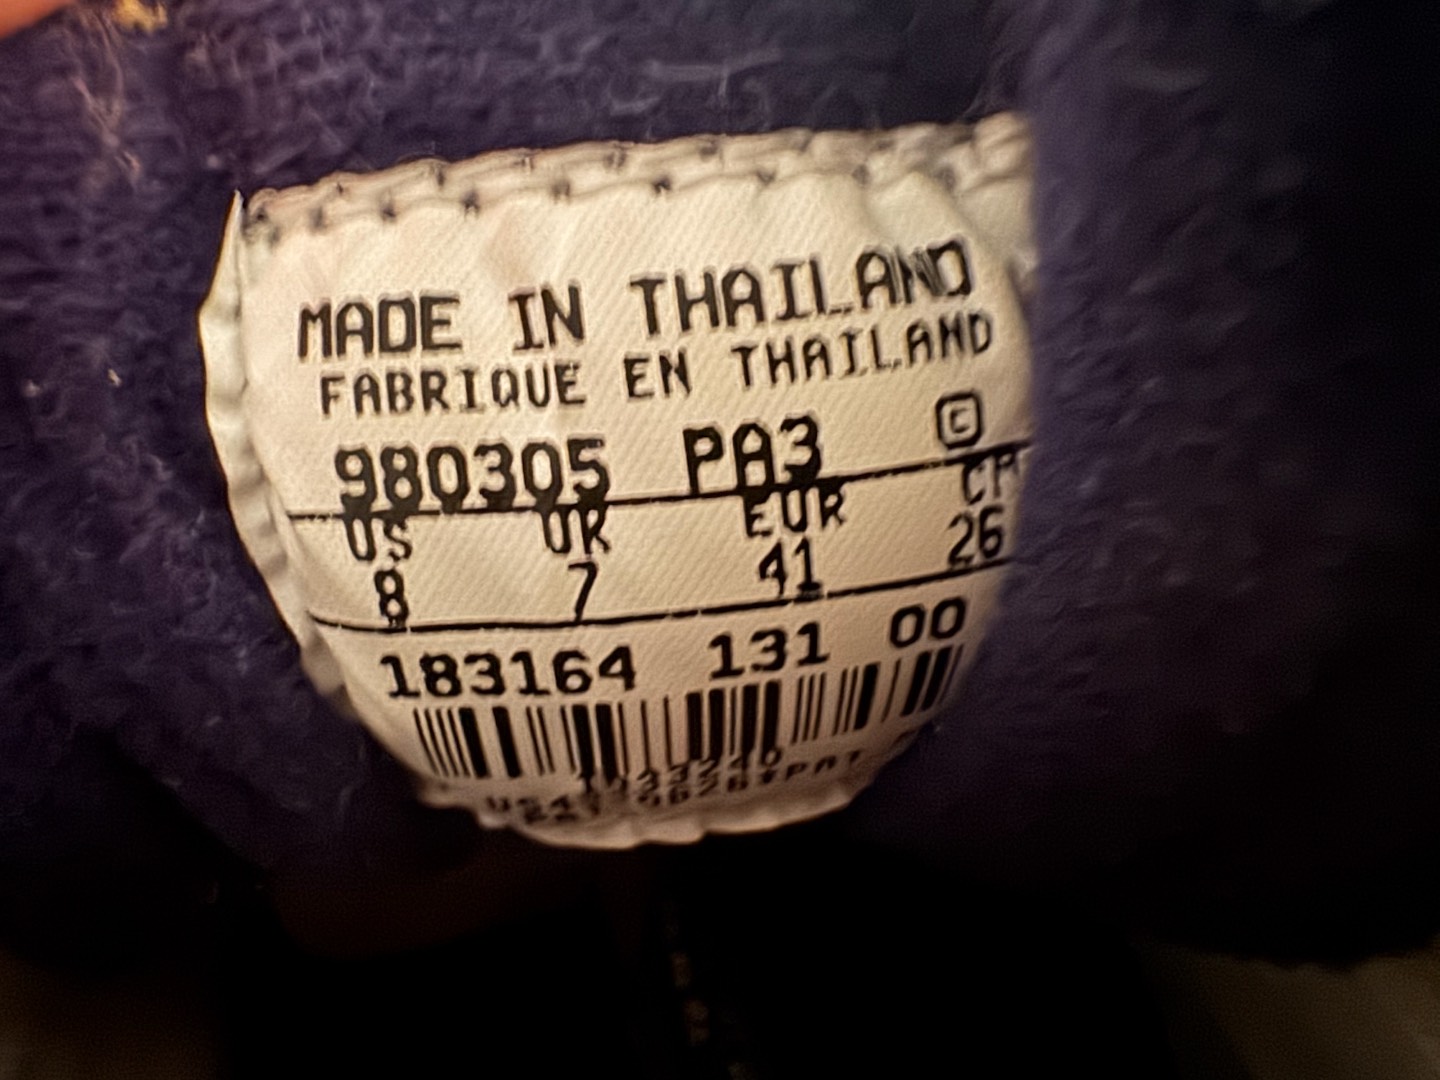 MADE IN THAILAND
FABRIQUE EN THAILAND
980305 PA3 ©
US UK EUR
8 7 41 26
183164 131 00